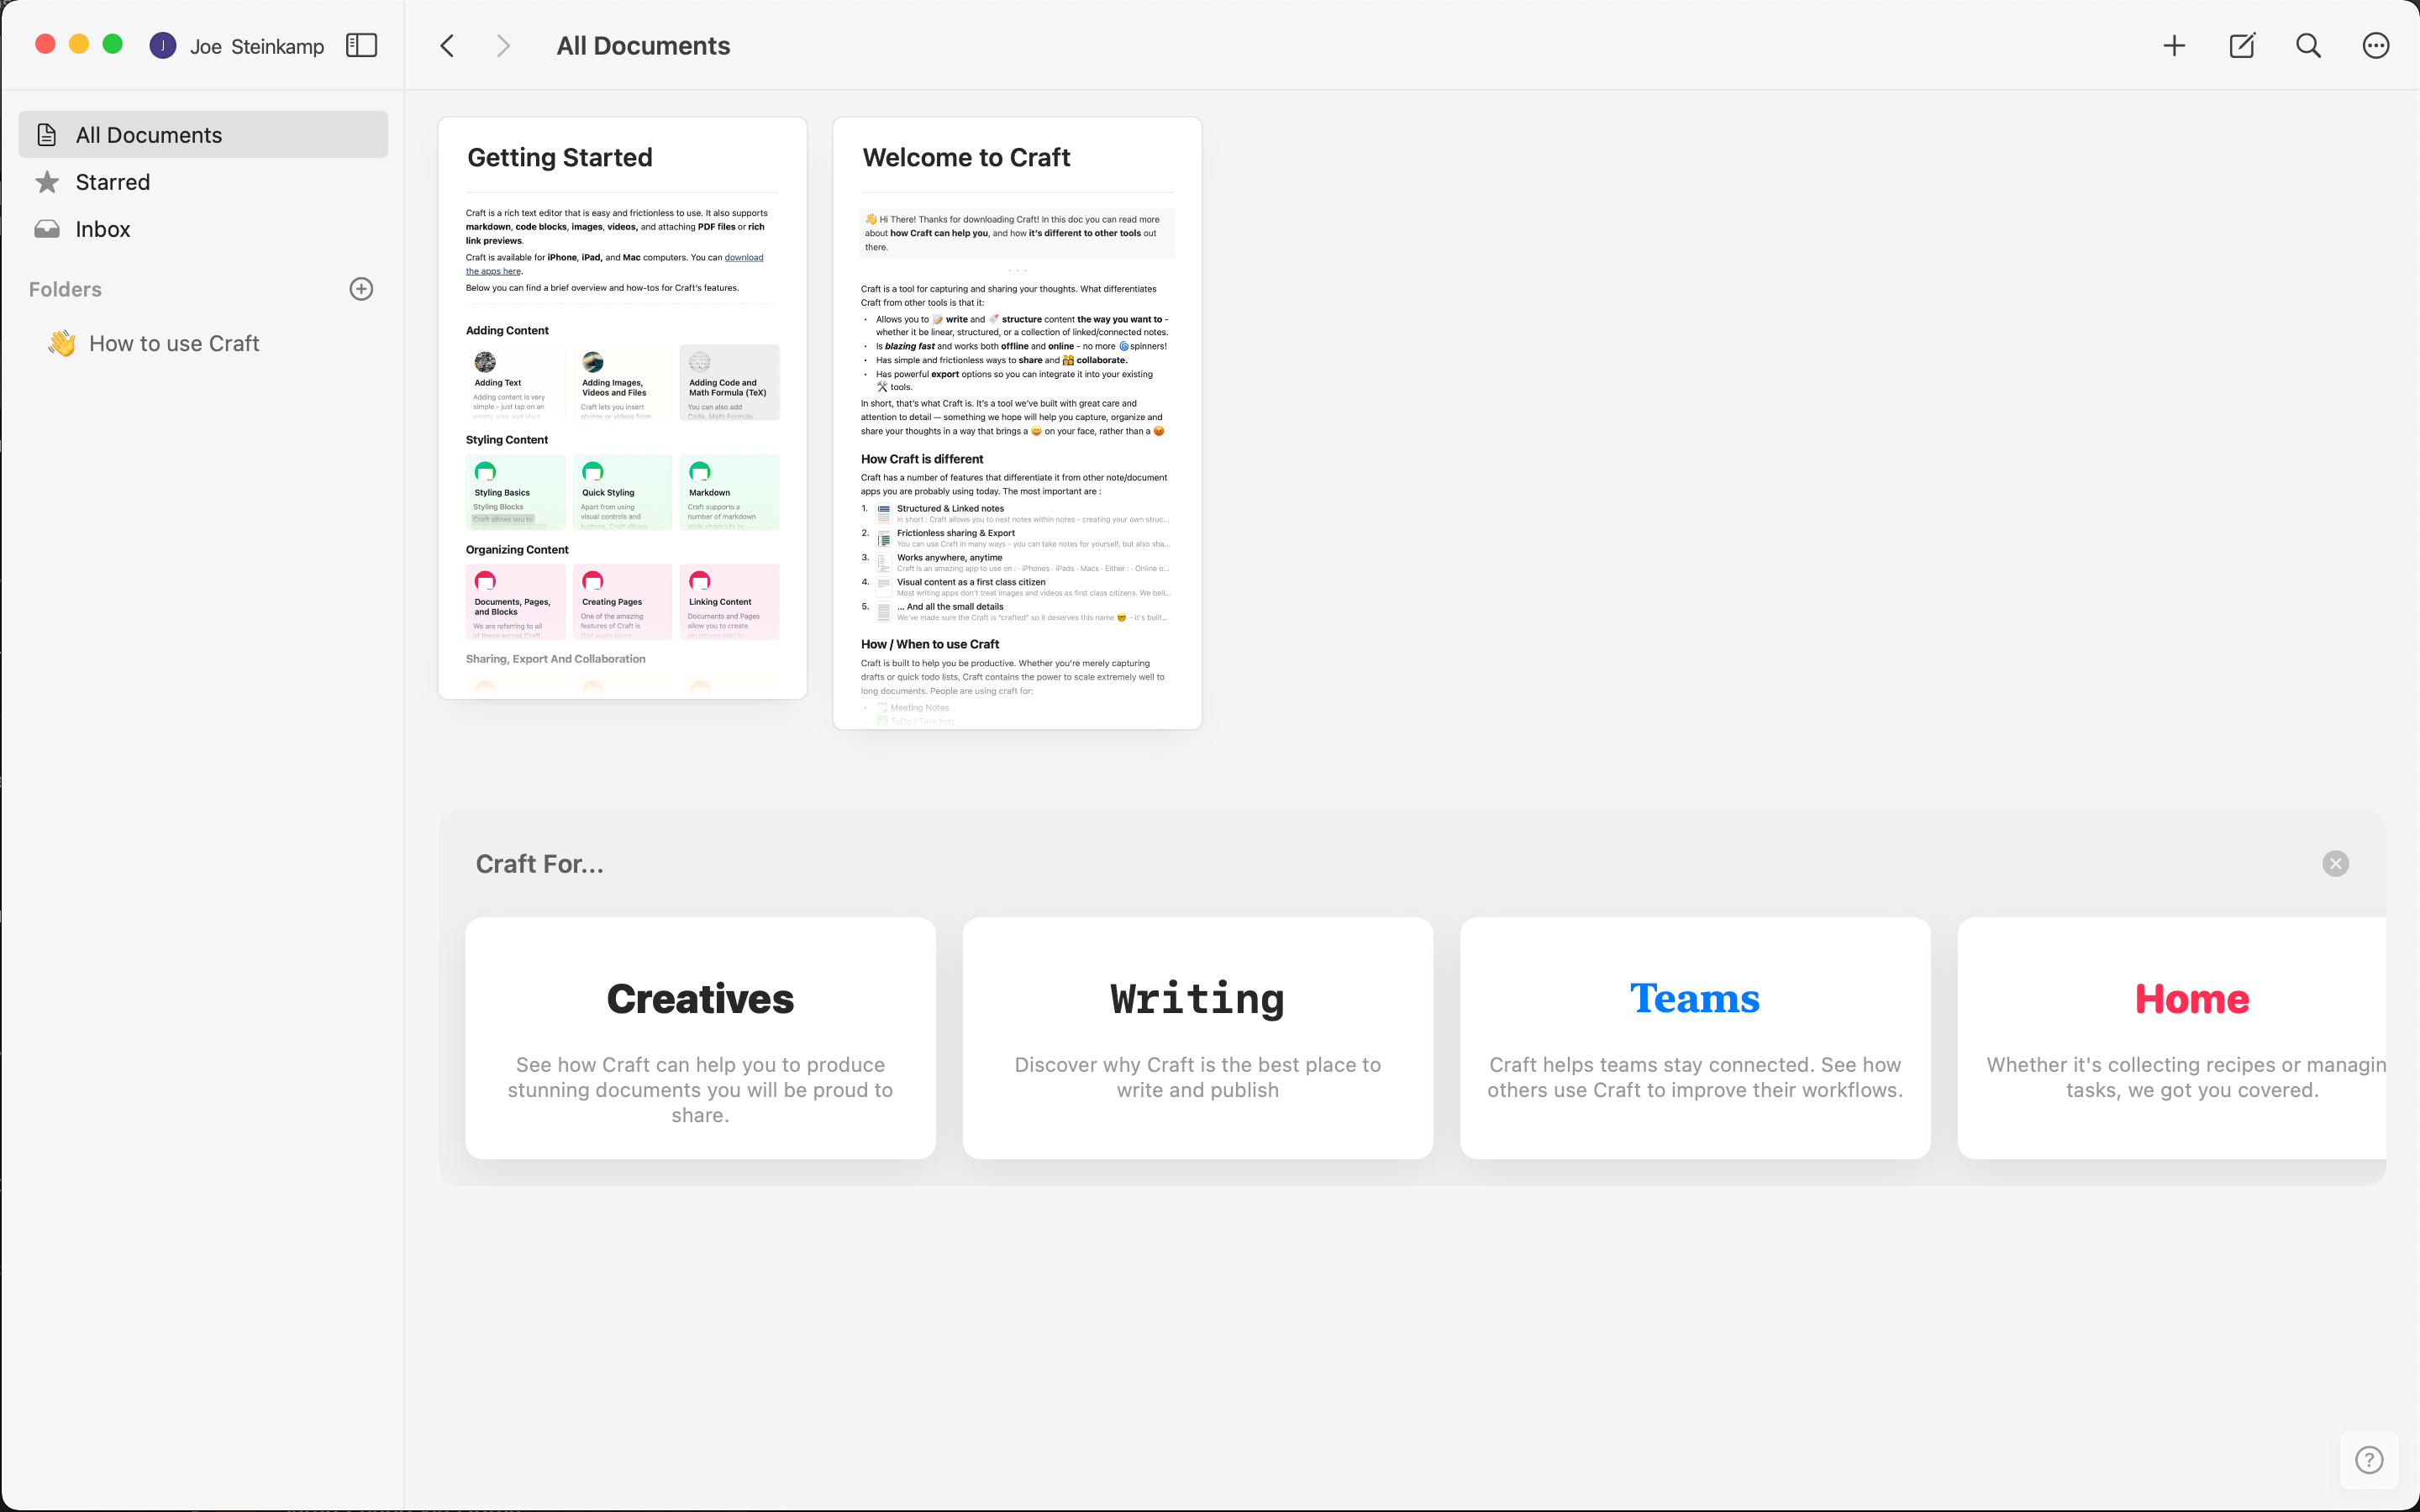 J Joe Steinkamp
All Documents
All Documents
Starred
Inbox
Folders
👋 How to use Craft
Getting Started
Craft is a rich text editor that is easy and frictionless to use. It also supports
markdown, code blocks, images, videos, and attaching PDF files or rich
link previews.
Craft is available for iPhone, iPad, and Mac computers. You can download
the apps here.
Below you can find a brief overview and how-tos for Craft's features.
Adding Content
Adding Text
Adding content is very
simple - just tap on an
empty area and start
Adding Images,
Videos and Files
Craft lets you insert
photos or videos from
Adding Code and
Math Formula (TeX)
You can also add
Code, Math Formula
Styling Content
Styling Basics
Styling Blocks
Craft allows you to
Quick Styling
Apart from using
visual controls and
buttons, Craft allows
Markdown
Craft supports a
number of markdown
style shortcuts to
Organizing Content
Documents, Pages,
and Blocks
We are referring to all
of these across Craft
Creating Pages
One of the amazing
features of Craft is
that every block
Linking Content
Documents and Pages
allow you to create
structures akin to
Sharing, Export And Collaboration
Welcome to Craft
👋 Hi There! Thanks for downloading Craft! In this doc you can read more
about how Craft can help you, and how it's different to other tools out
there.
Craft is a tool for capturing and sharing your thoughts. What differentiates
Craft from other tools is that it:
· Allows you to 📝 write and structure content the way you want to -
whether it be linear, structured, or a collection of linked/connected notes.
· Is blazing fast and works both offline and online - no more 🌀 spinners!
· Has simple and frictionless ways to share and 👯 collaborate.
· Has powerful export options so you can integrate it into your existing
🛠 tools.
In short, that's what Craft is. It's a tool we've built with great care and
attention to detail — something we hope will help you capture, organize and
share your thoughts in a way that brings a 😀 on your face, rather than a 😡
How Craft is different
Craft has a number of features that differentiate it from other note/document
apps you are probably using today. The most important are :
1. Structured & Linked notes
In short : Craft allows you to nest notes within notes - creating your own struc...
2. Frictionless sharing & Export
You can use Craft in many ways - you can take notes for yourself, but also sha...
3. Works anywhere, anytime
Craft is an amazing app to use on : · iPhones · iPads · Macs · Either : · Online o...
4. Visual content as a first class citizen
Most writing apps don't treat images and videos as first class citizens. We beli...
5. ... And all the small details
We've made sure the Craft is "crafted" so it deserves this name 🤓 - it's built...
How / When to use Craft
Craft is built to help you be productive. Whether you're merely capturing
drafts or quick todo lists, Craft contains the power to scale extremely well to
long documents. People are using craft for:
· Meeting Notes
· ✅ ToDo / Task lists
Craft For...
Creatives
See how Craft can help you to produce
stunning documents you will be proud to
share.
Writing
Discover why Craft is the best place to
write and publish
Teams
Craft helps teams stay connected. See how
others use Craft to improve their workflows.
Home
Whether it's collecting recipes or managin
tasks, we got you covered.